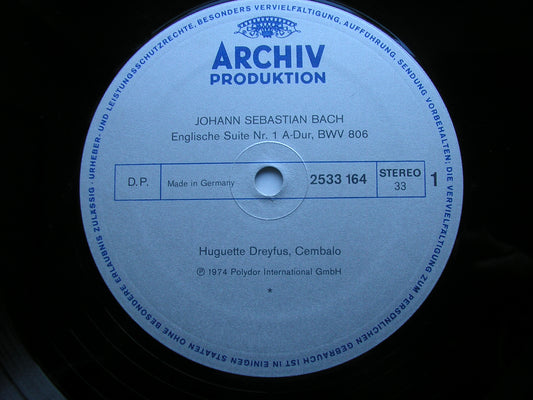 ARCHIV
PRODUKTION
JOHANN SEBASTIAN BACH
Englische Suite Nr. 1 A-Dur, BWV 806
D.P. Made in Germany 2533 164 STEREO 33 1
Huguette Dreyfus, Cembalo
℗ 1974 Polydor International GmbH
*
URHEBER- UND LEISTUNGSSCHUTZRECHTE, BESONDERS VERVIELFÄLTIGUNG, AUFFÜHRUNG, SENDUNG VORBEHALTEN; DIE VERVIELFÄLTIGUNG ZUM PERSÖNLICHEN GEBRAUCH IST IN EINIGEN STAATEN OHNE BESONDERE ERLAUBNIS ZULÄSSIG ·